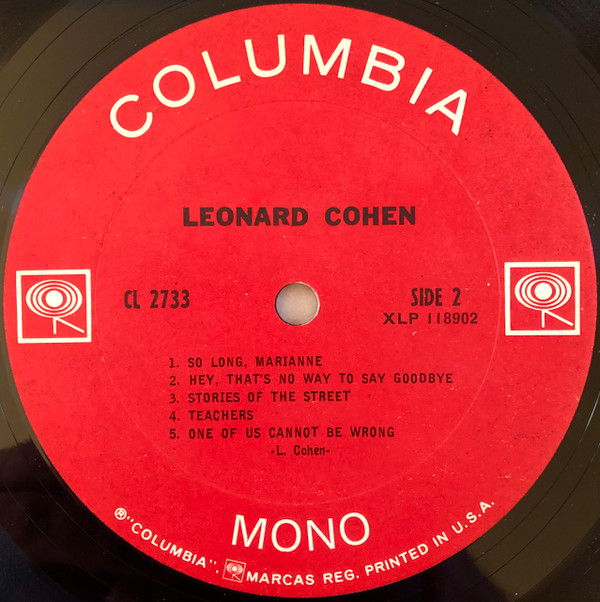 COLUMBIA
LEONARD COHEN
CL 2733
SIDE 2
XLP 118902
1. SO LONG, MARIANNE
2. HEY, THAT'S NO WAY TO SAY GOODBYE
3. STORIES OF THE STREET
4. TEACHERS
5. ONE OF US CANNOT BE WRONG
-L. Cohen-
MONO
®"COLUMBIA", MARCAS REG. PRINTED IN U.S.A.